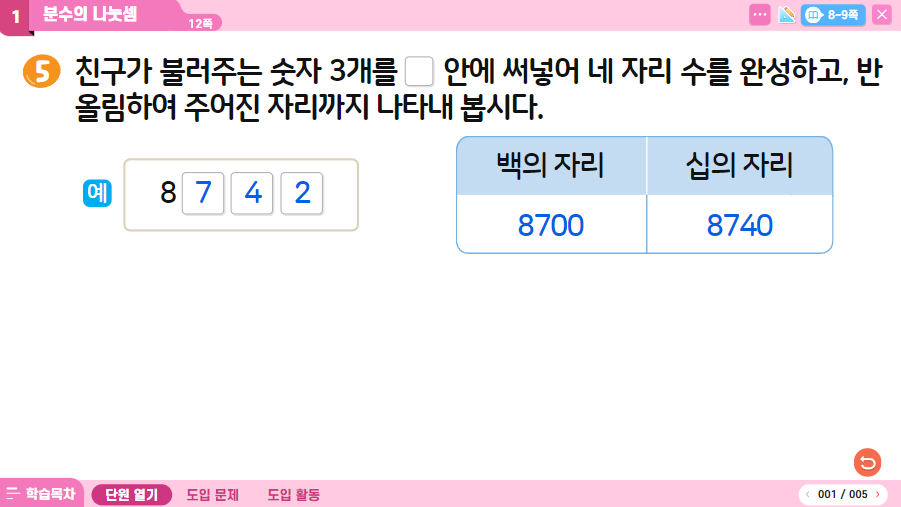 1 분수의 나눗셈 12쪽 8-9쪽
5 친구가 불러주는 숫자 3개를 안에 써넣어 네 자리 수를 완성하고, 반
올림하여 주어진 자리까지 나타내 봅시다.
예 8 7 4 2
백의 자리 십의 자리
8700 8740
학습목차 단원 열기 도입 문제 도입 활동 001 / 005